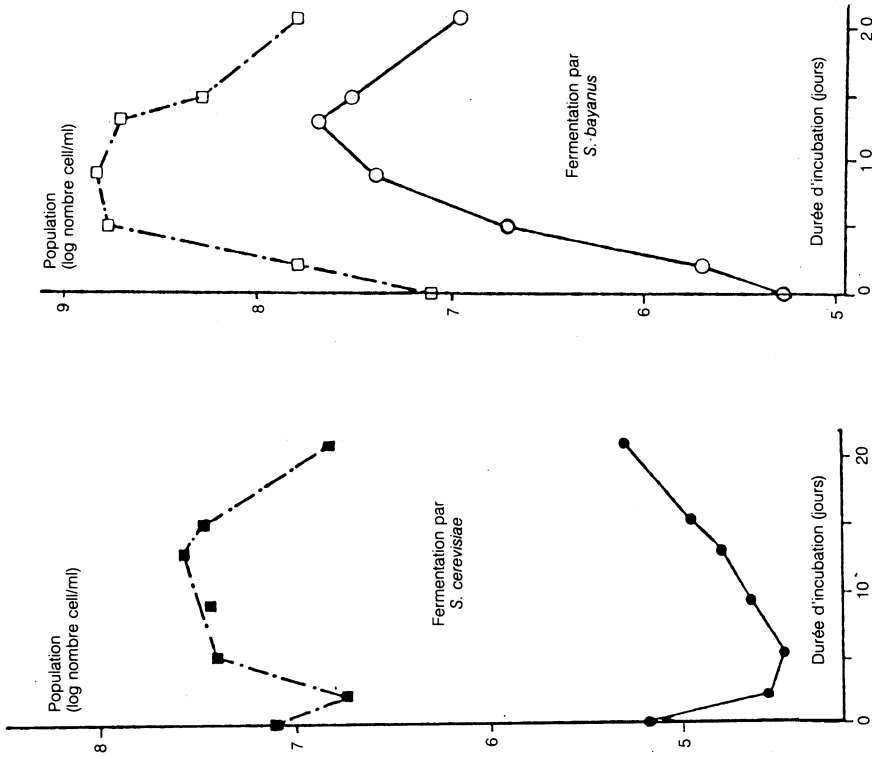 Population
(log nombre cell/ml)
9
8
7
6
5
Fermentation par
S. bayanus
0
10
20
Durée d'incubation (jours)
Population
(log nombre cell/ml)
8
7
6
5
Fermentation par
S. cerevisiae
0
10
20
Durée d'incubation (jours)